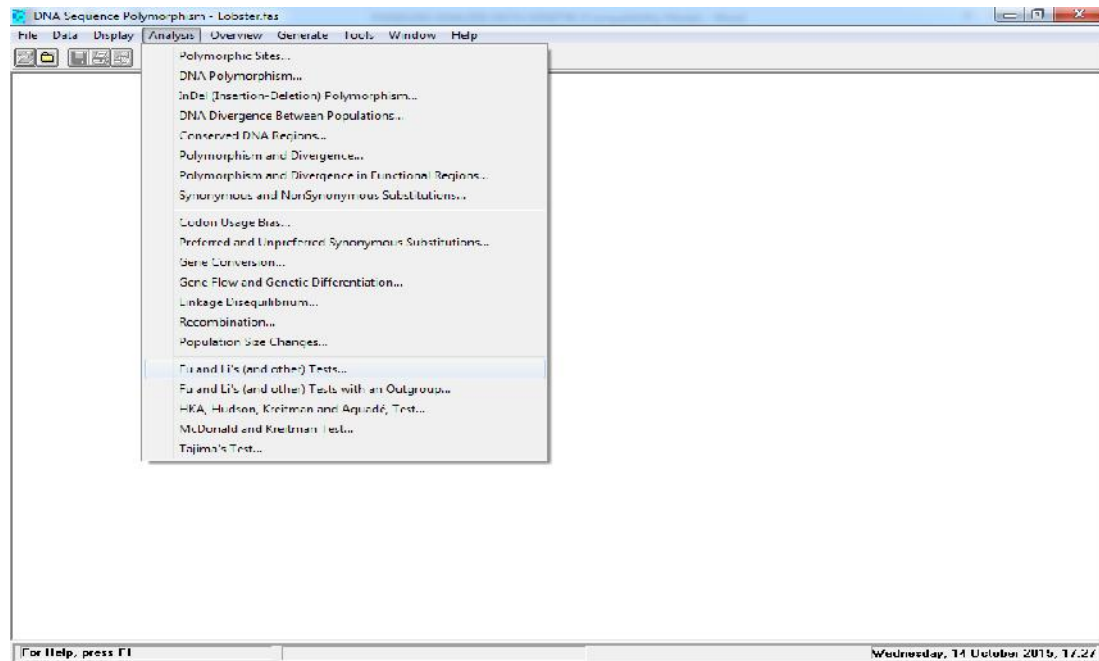 DNA Sequence Polymorphism - Lobster.fas
File Data Display Analysis Overview Generate Tools Window Help
Polymorphic Sites...
DNA Polymorphism...
InDel (Insertion-Deletion) Polymorphism...
DNA Divergence Between Populations...
Conserved DNA Regions...
Polymorphism and Divergence...
Polymorphism and Divergence in Functional Regions...
Synonymous and NonSynonymous Substitutions...
Codon Usage Bias...
Preferred and Unpreferred Synonymous Substitutions...
Gene Conversion...
Gene Flow and Genetic Differentiation...
Linkage Disequilibrium...
Recombination...
Population Size Changes...
Fu and Li's (and other) Tests...
Fu and Li's (and other) Tests with an Outgroup...
HKA, Hudson, Kreitman and Aguadé, Test...
McDonald and Kreitman Test...
Tajima's Test...
For Help, press F1
Wednesday, 14 October 2015, 17.27